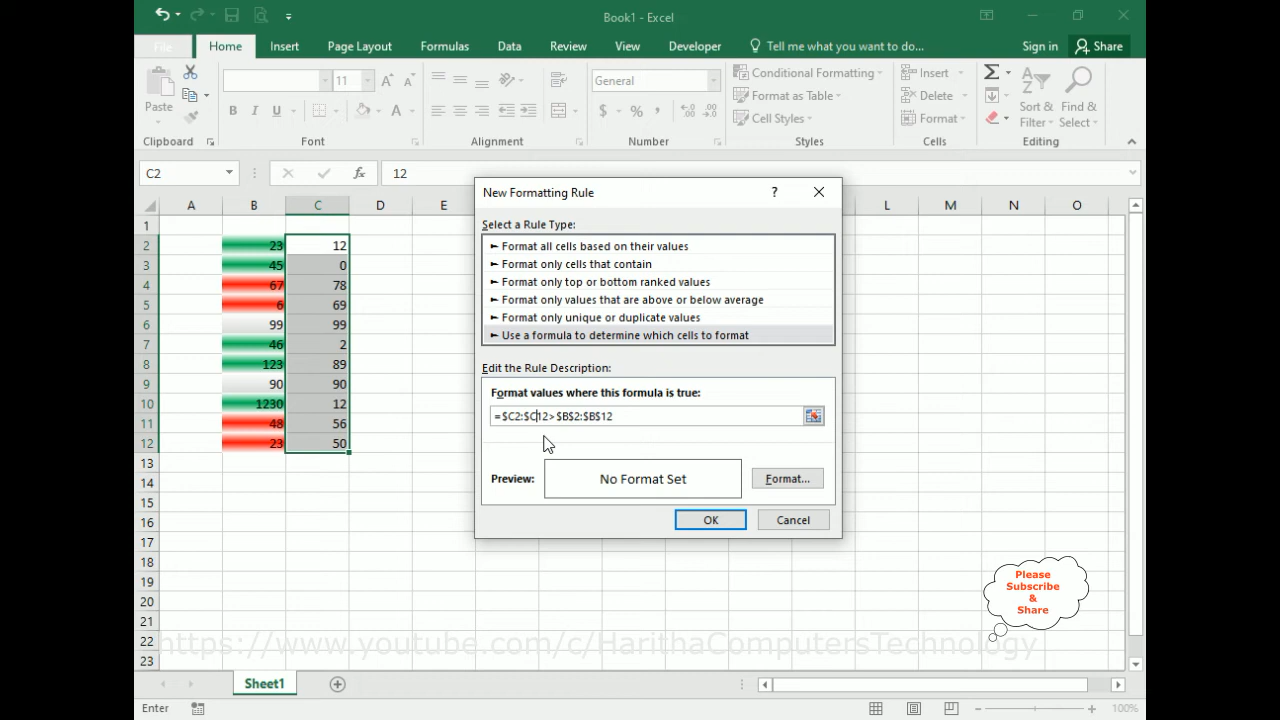 Book1 - Excel
File Home Insert Page Layout Formulas Data Review View Developer Tell me what you want to do... Sign in Share
11 General Conditional Formatting Insert
Paste B I U Format as Table Delete Sort & Find &
Cell Styles Format Filter Select
Clipboard Font Alignment Number Styles Cells Editing
C2 fx 12
New Formatting Rule ?
A B C D E L M N O
Select a Rule Type:
1
2 23 12 Format all cells based on their values
3 45 0 Format only cells that contain
4 67 78 Format only top or bottom ranked values
5 6 69 Format only values that are above or below average
6 99 99 Format only unique or duplicate values
7 46 2 Use a formula to determine which cells to format
8 123 89 Edit the Rule Description:
9 90 90 Format values where this formula is true:
10 1230 12 =$C2:$C12>$B$2:$B$12
11 48 56
12 23 50
13
14 Preview: No Format Set Format...
15
16 OK Cancel
17
18
19
20
21
22
23
Please
Subscribe
&
Share
https://www.youtube.com/c/HarithaComputersTechnology
Sheet1
Enter 100%